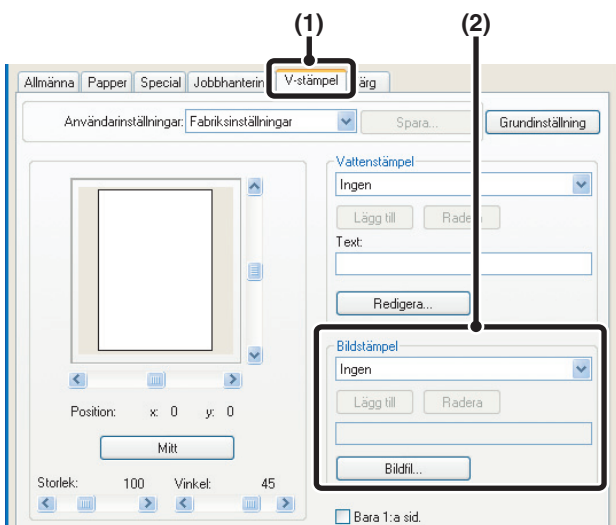 (1) (2)
Allmänna Papper Special Jobbhanterin V-stämpel ärg
Användarinställningar: Fabriksinställningar Spara... Grundinställning
Vattenstämpel
Ingen
Lägg till Radera
Text:
Redigera...
Bildstämpel
Ingen
Lägg till Radera
Position: x: 0 y: 0
Mitt
Bildfil...
Storlek: 100 Vinkel: 45
Bara 1:a sid.